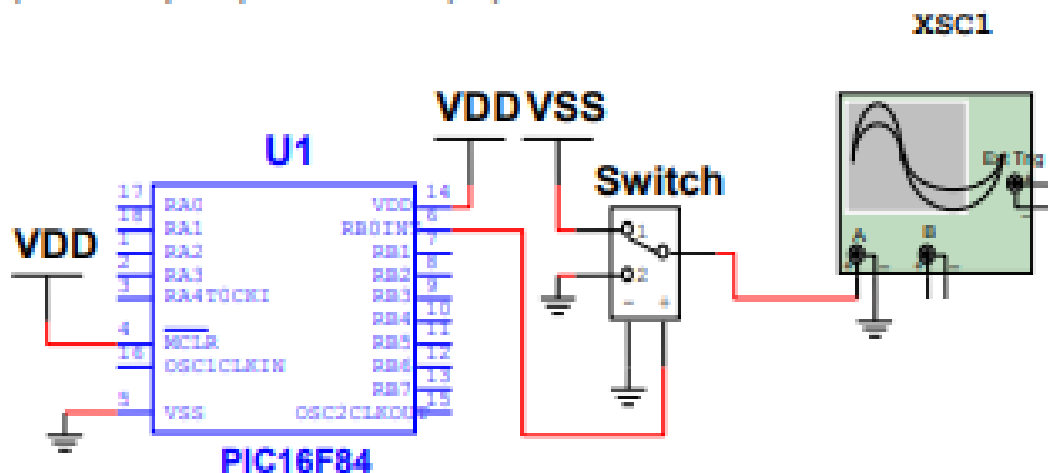 XSC1
VDD VSS
U1
Switch
Ext Trig
VDD
17 RA0
18 RA1
1 RA2
2 RA3
3 RA4T0CKI
4 MCLR
16 OSC1CLKIN
5 VSS
VDD 14
RB0INT 6
RB1 7
RB2 8
RB3 9
RB4 10
RB5 11
RB6 12
RB7 13
OSC2CLKOUT 15
1
2
- +
A
B
PIC16F84